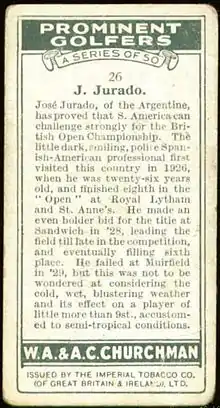 PROMINENT
GOLFERS
A SERIES OF 50
26
J. Jurado.
José Jurado, of the Argentine,
has proved that S. America can
challenge strongly for the Bri-
tish Open Championship. The
little dark, smiling, police Span-
ish-American professional first
visited this country in 1926,
when he was twenty-six years
old, and finished eighth in the
"Open" at Royal Lytham
and St. Anne's. He made an
even bolder bid for the title at
Sandwich in '28, leading the
field till late in the competition,
and eventually filling sixth
place. He failed at Muirfield
in '29, but this was not to be
wondered at considering the
cold, wet, blustering weather
and its effect on a player of
little more than 9st., accustom-
ed to semi-tropical conditions.
W.A. & A.C. CHURCHMAN
ISSUED BY THE IMPERIAL TOBACCO CO.
(OF GREAT BRITAIN & IRELAND), LTD.